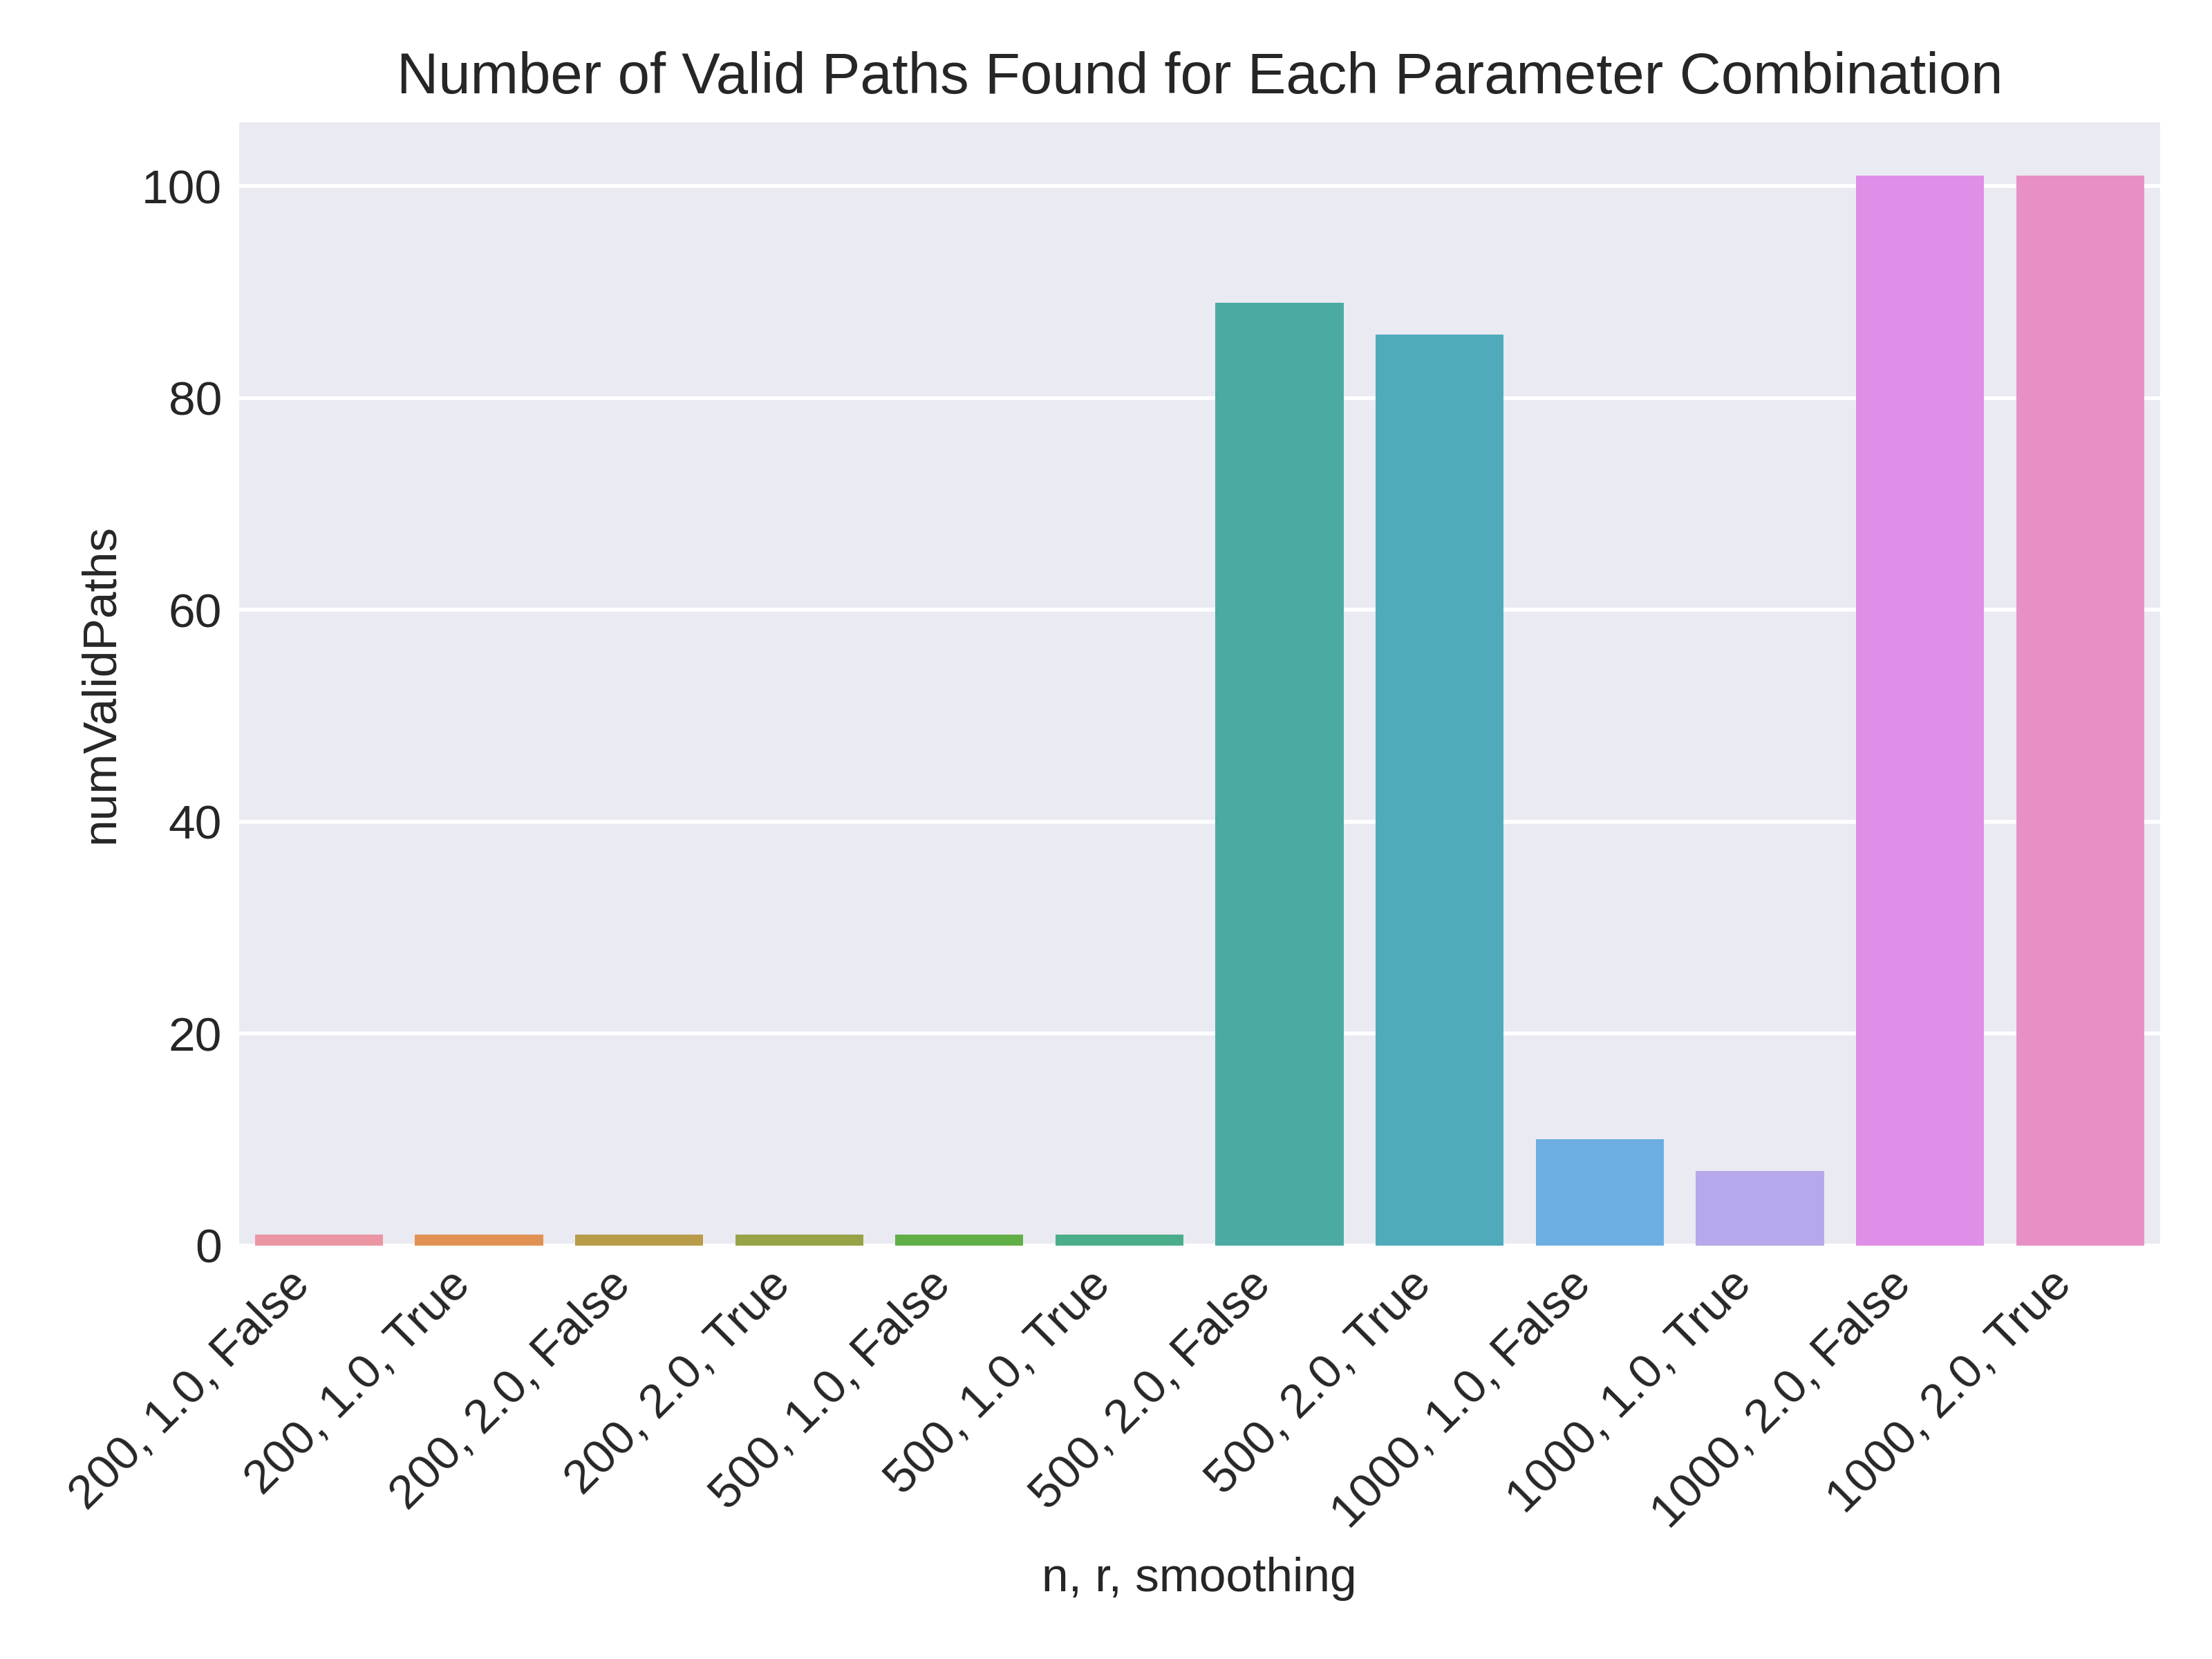 Number of Valid Paths Found for Each Parameter Combination
numValidPaths
100
80
60
40
20
0
200, 1.0, False
200, 1.0, True
200, 2.0, False
200, 2.0, True
500, 1.0, False
500, 1.0, True
500, 2.0, False
500, 2.0, True
1000, 1.0, False
1000, 1.0, True
1000, 2.0, False
1000, 2.0, True
n, r, smoothing